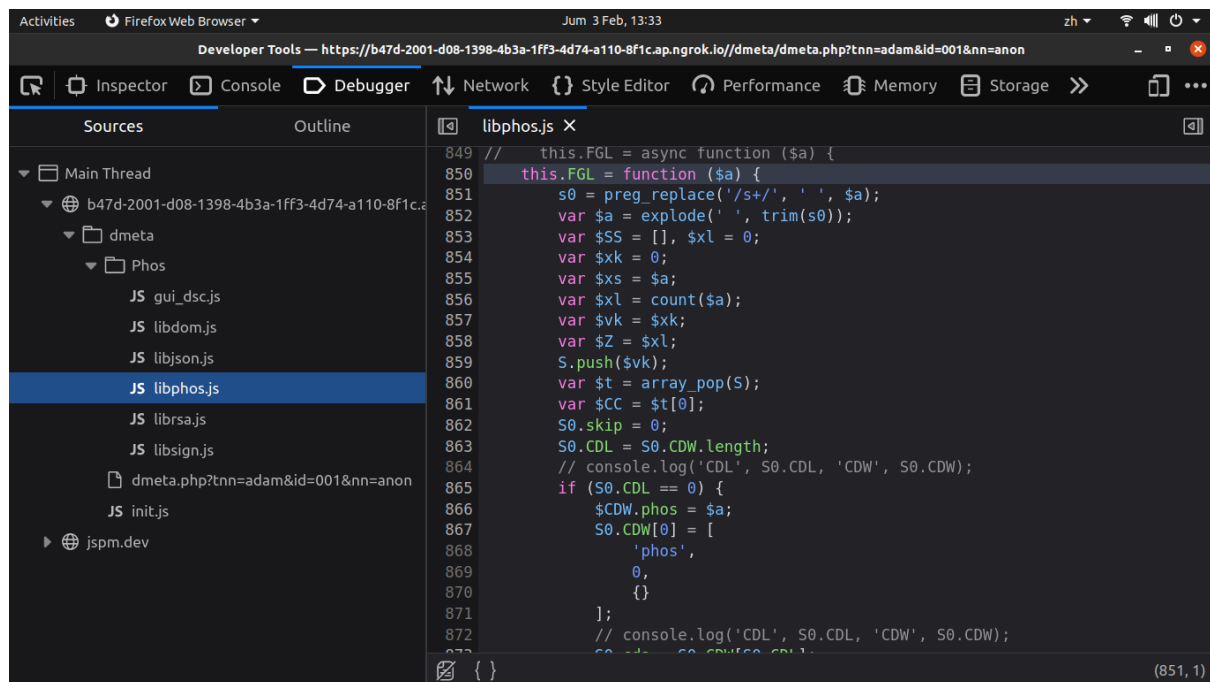 Activities Firefox Web Browser Jum 3 Feb, 13:33 zh
Developer Tools — https://b47d-2001-d08-1398-4b3a-1ff3-4d74-a110-8f1c.ap.ngrok.io//dmeta/dmeta.php?tnn=adam&id=001&nn=anon
Inspector Console Debugger Network Style Editor Performance Memory Storage
Sources Outline libphos.js
Main Thread
b47d-2001-d08-1398-4b3a-1ff3-4d74-a110-8f1c.a
dmeta
Phos
JS gui_dsc.js
JS libdom.js
JS libjson.js
JS libphos.js
JS librsa.js
JS libsign.js
dmeta.php?tnn=adam&id=001&nn=anon
JS init.js
jspm.dev
849 //    this.FGL = async function ($a) {
850     this.FGL = function ($a) {
851         s0 = preg_replace('/s+/', ' ', $a);
852         var $a = explode(' ', trim(s0));
853         var $SS = [], $xl = 0;
854         var $xk = 0;
855         var $xs = $a;
856         var $xl = count($a);
857         var $vk = $xk;
858         var $Z = $xl;
859         S.push($vk);
860         var $t = array_pop(S);
861         var $CC = $t[0];
862         S0.skip = 0;
863         S0.CDL = S0.CDW.length;
864         // console.log('CDL', S0.CDL, 'CDW', S0.CDW);
865         if (S0.CDL == 0) {
866             $CDW.phos = $a;
867             S0.CDW[0] = [
868                 'phos',
869                 0,
870                 {}
871             ];
872             // console.log('CDL', S0.CDL, 'CDW', S0.CDW);
(851, 1)